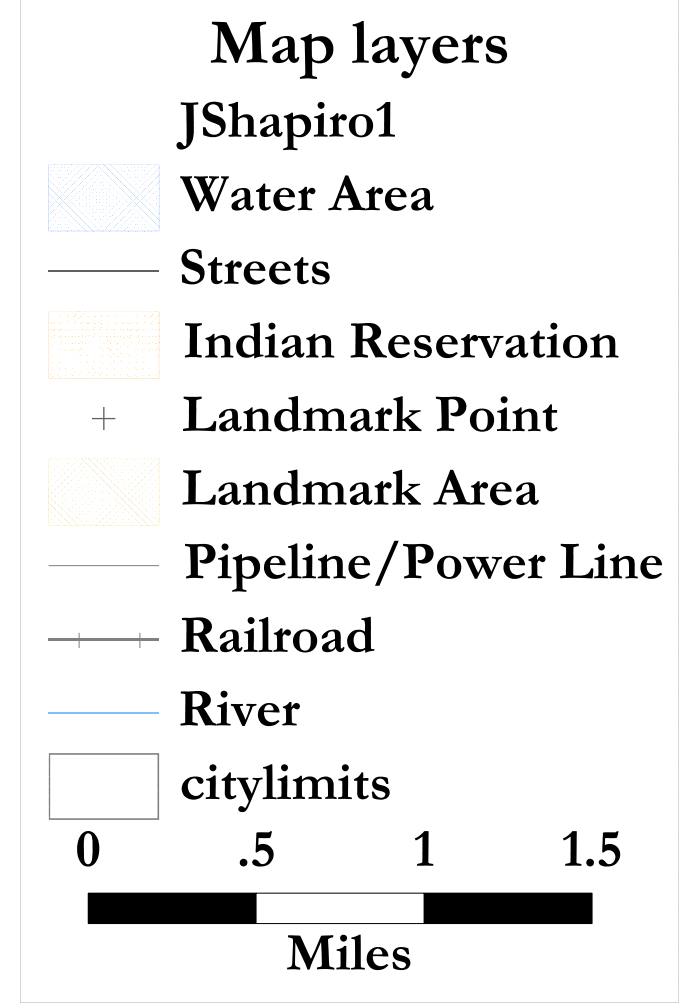 Map layers
JShapiro1
Water Area
Streets
Indian Reservation
Landmark Point
Landmark Area
Pipeline/Power Line
Railroad
River
citylimits
0 .5 1 1.5
Miles